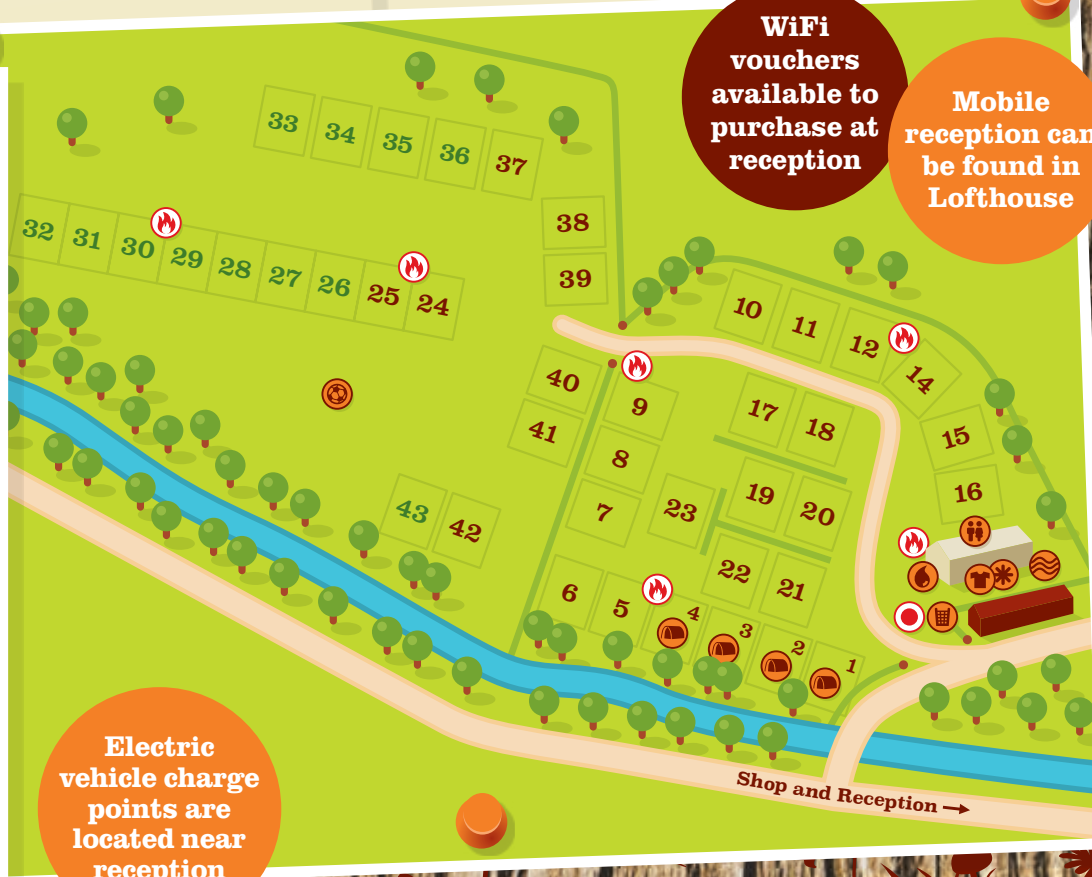 WiFi
vouchers
available to
purchase at
reception
Mobile
reception can
be found in
Lofthouse
33 34 35 36 37
38
39
32 31 30 29 28 27 26 25 24
10 11 12 14
15
16
40
41
9
8
7
23
17 18
19 20
22 21
43 42
6 5 4 3 2 1
Shop and Reception
Electric
vehicle charge
points are
located near
reception